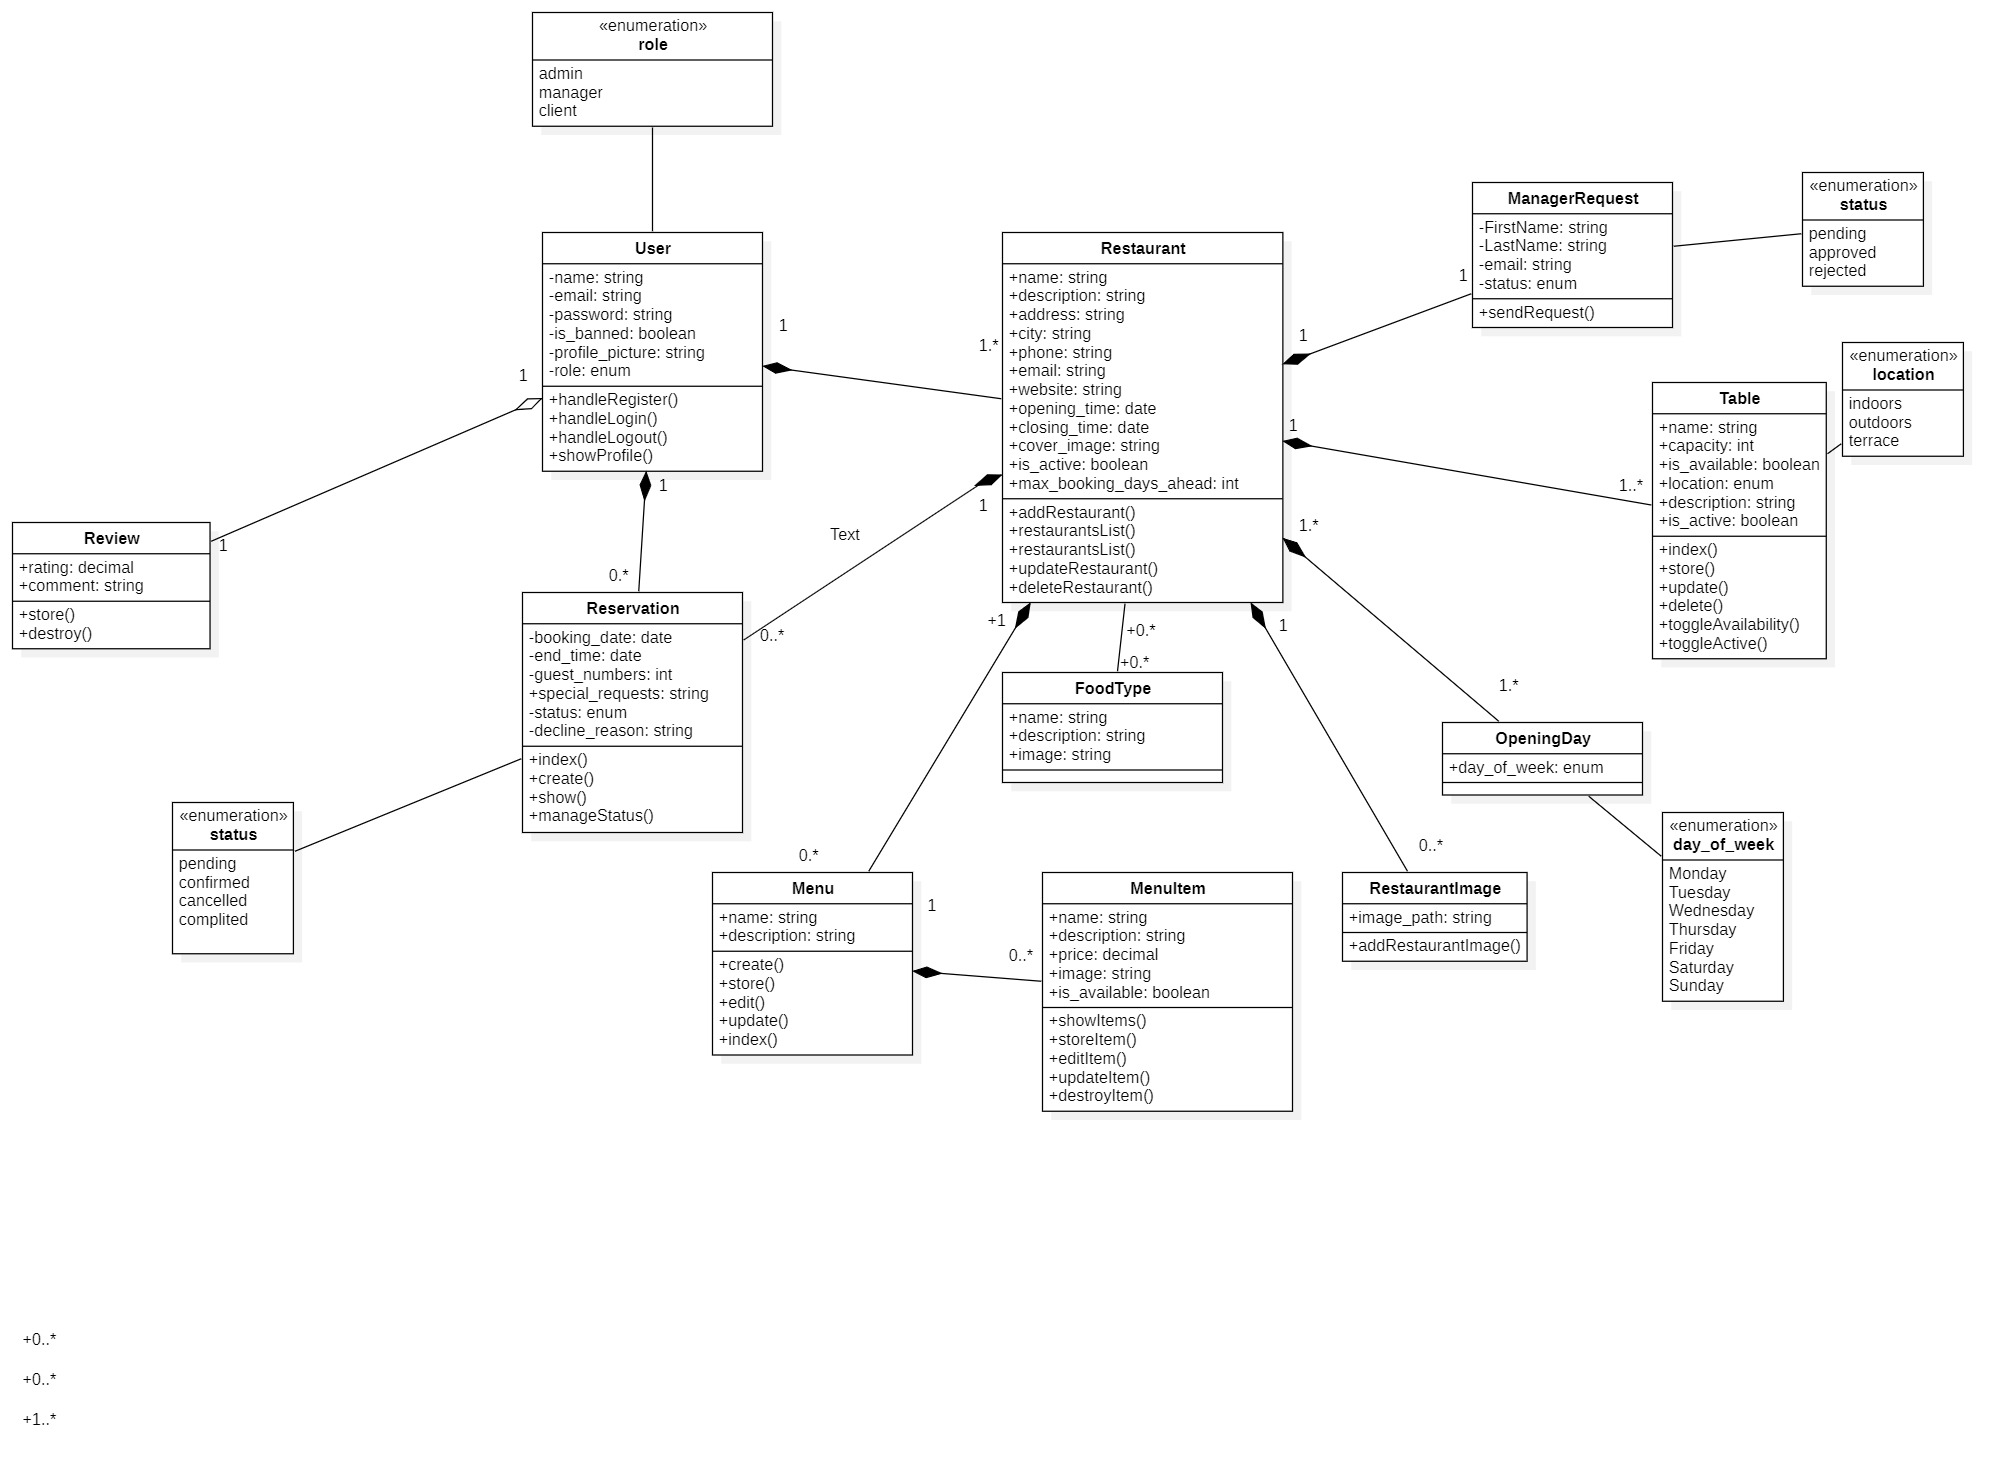 «enumeration»
role
admin
manager
client
User
-name: string
-email: string
-password: string
-is_banned: boolean
-profile_picture: string
-role: enum
+handleRegister()
+handleLogin()
+handleLogout()
+showProfile()
1
1
1
0.*
1
1.*
Restaurant
+name: string
+description: string
+address: string
+city: string
+phone: string
+email: string
+website: string
+opening_time: date
+closing_time: date
+cover_image: string
+is_active: boolean
+max_booking_days_ahead: int
+addRestaurant()
+restaurantsList()
+restaurantsList()
+updateRestaurant()
+deleteRestaurant()
ManagerRequest
-FirstName: string
-LastName: string
-email: string
-status: enum
+sendRequest()
1
1
«enumeration»
status
pending
approved
rejected
«enumeration»
location
indoors
outdoors
terrace
Table
+name: string
+capacity: int
+is_available: boolean
+location: enum
+description: string
+is_active: boolean
+index()
+store()
+update()
+delete()
+toggleAvailability()
+toggleActive()
1
1..*
Review
+rating: decimal
+comment: string
+store()
+destroy()
1
Text
0..*
Reservation
-booking_date: date
-end_time: date
-guest_numbers: int
+special_requests: string
-status: enum
-decline_reason: string
+index()
+create()
+show()
+manageStatus()
«enumeration»
status
pending
confirmed
cancelled
complited
+1
+0.*
+0.*
1
1.*
1.*
FoodType
+name: string
+description: string
+image: string
OpeningDay
+day_of_week: enum
«enumeration»
day_of_week
Monday
Tuesday
Wednesday
Thursday
Friday
Saturday
Sunday
0.*
Menu
+name: string
+description: string
+create()
+store()
+edit()
+update()
+index()
1
0..*
MenuItem
+name: string
+description: string
+price: decimal
+image: string
+is_available: boolean
+showItems()
+storeItem()
+editItem()
+updateItem()
+destroyItem()
0..*
RestaurantImage
+image_path: string
+addRestaurantImage()
+0..*
+0..*
+1..*